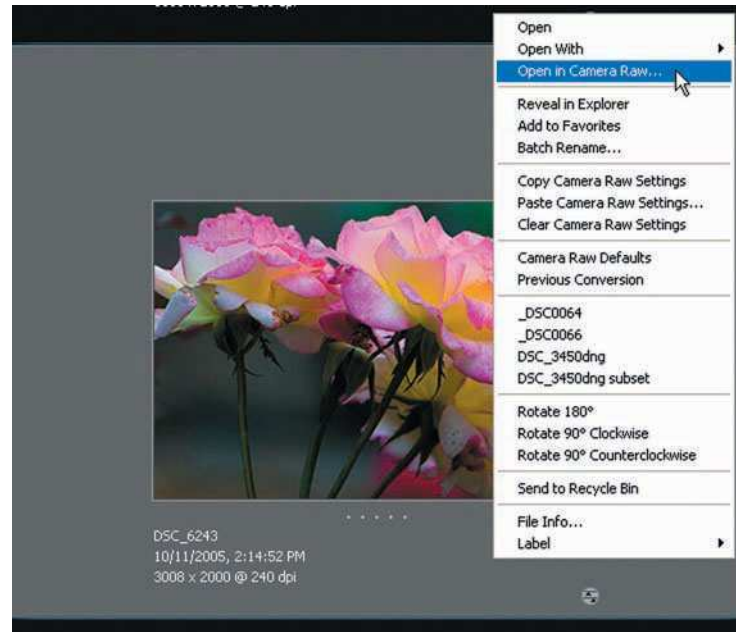 Open
Open With
Open in Camera Raw...
Reveal in Explorer
Add to Favorites
Batch Rename...
Copy Camera Raw Settings
Paste Camera Raw Settings...
Clear Camera Raw Settings
Camera Raw Defaults
Previous Conversion
_DSC0064
_DSC0066
DSC_3450dng
DSC_3450dng subset
Rotate 180°
Rotate 90° Clockwise
Rotate 90° Counterclockwise
Send to Recycle Bin
File Info...
Label
DSC_6243
10/11/2005, 2:14:52 PM
3008 x 2000 @ 240 dpi